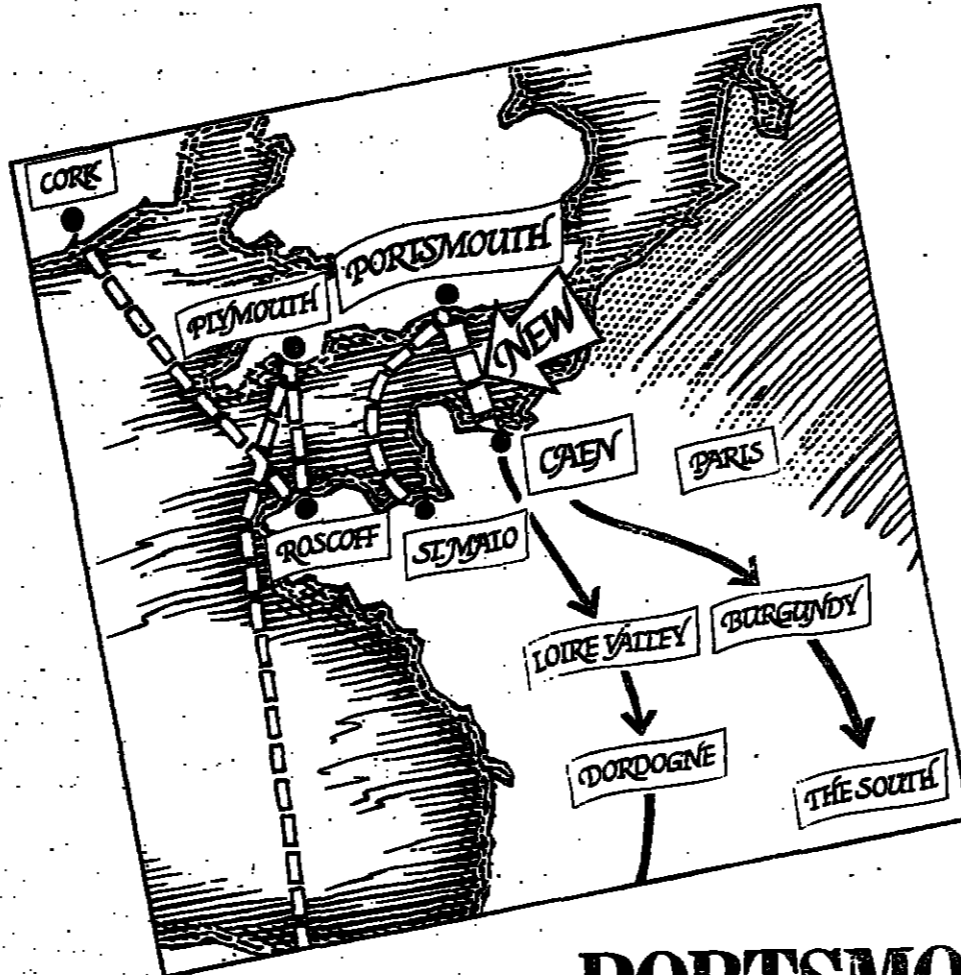 CORK
PORTSMOUTH
PLYMOUTH
NEW
CAEN
PARIS
ROSCOFF
ST. MALO
BURGUNDY
LOIRE VALLEY
DORDOGNE
THE SOUTH